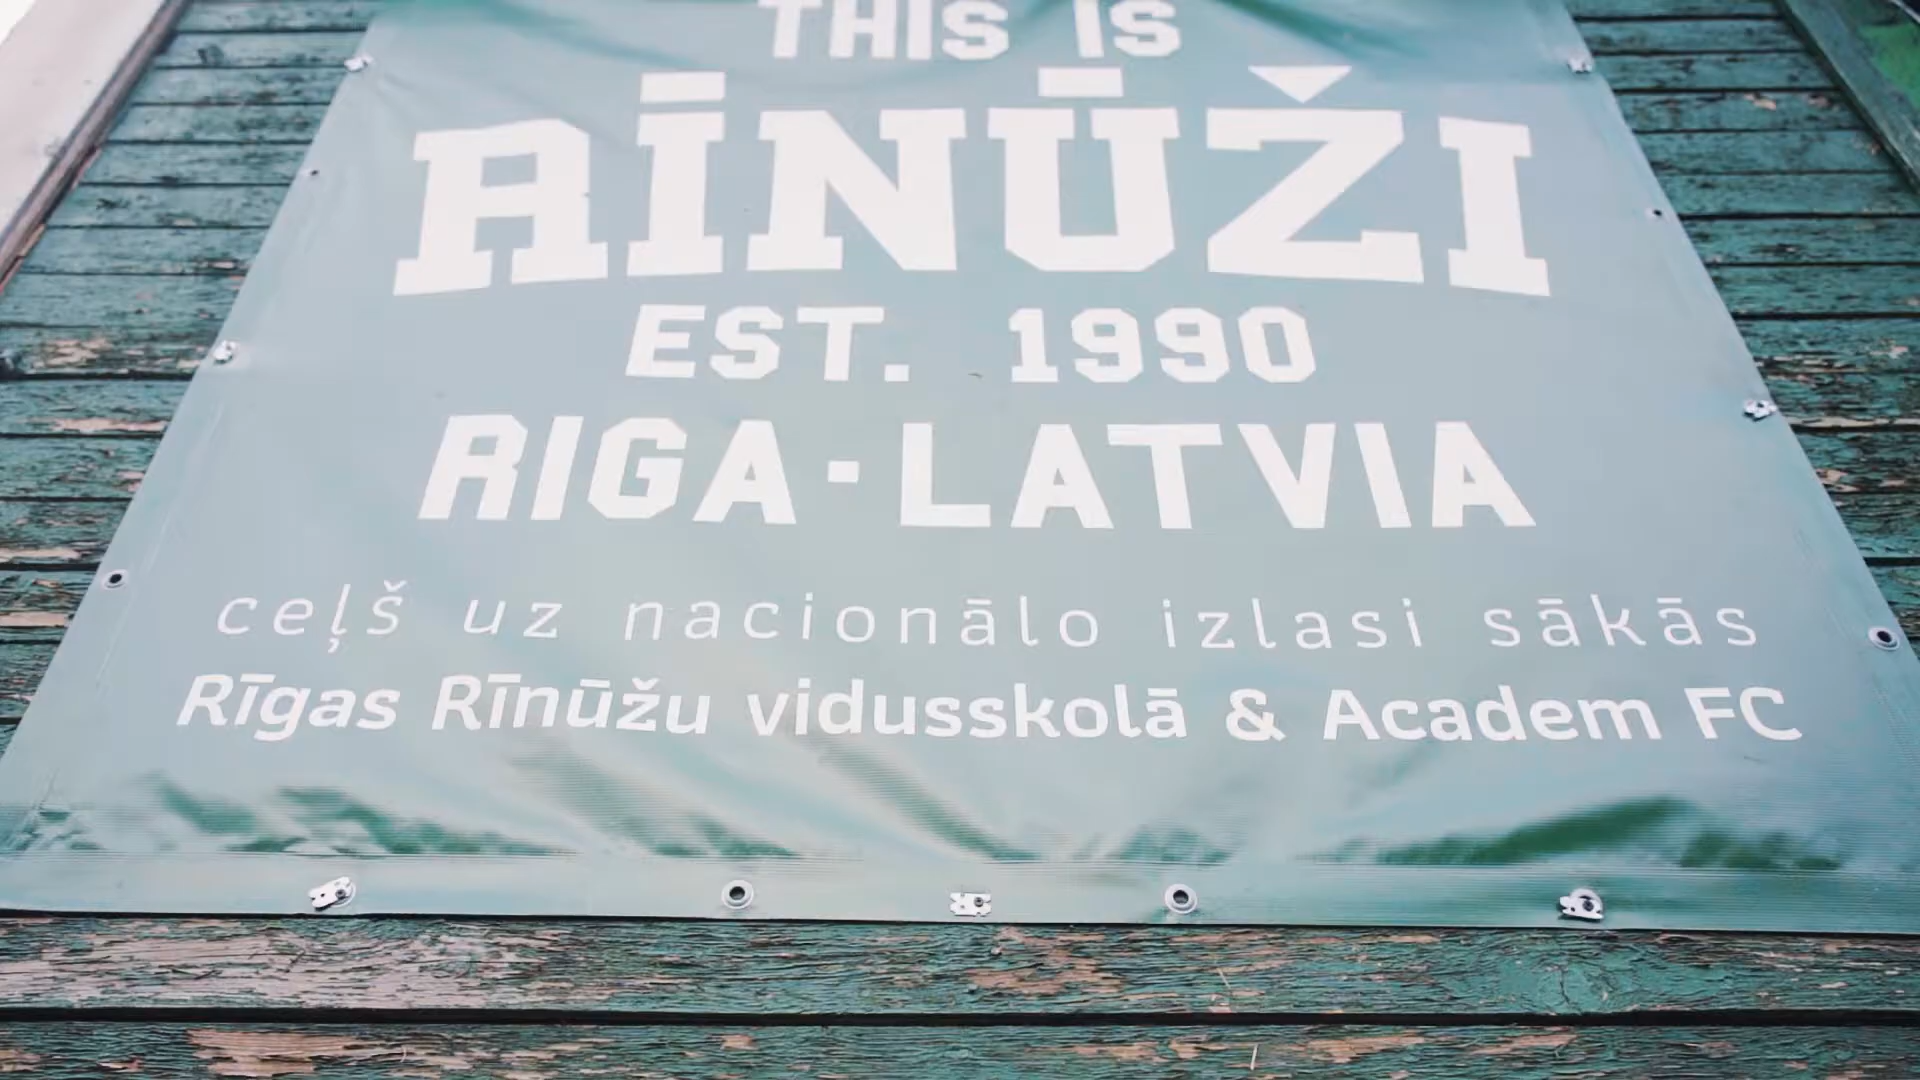 THIS IS
RĪNŪŽI
EST. 1990
RIGA·LATVIA
ceļš uz nacionālo izlasi sākās
Rīgas Rīnūžu vidusskolā & Academ FC